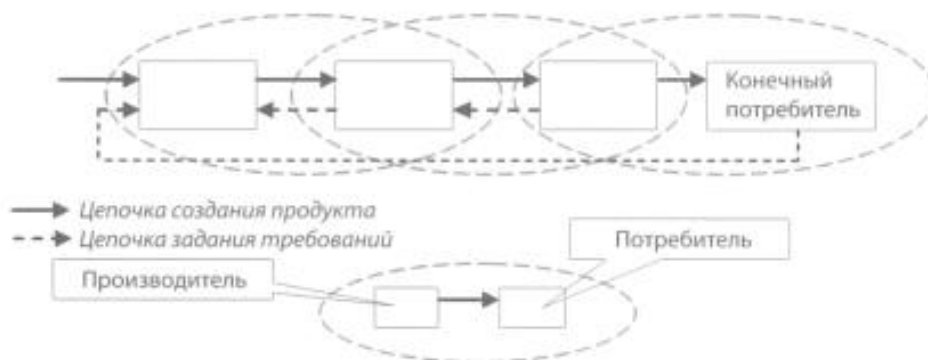 Конечный
потребитель
Цепочка создания продукта
Цепочка задания требований
Потребитель
Производитель